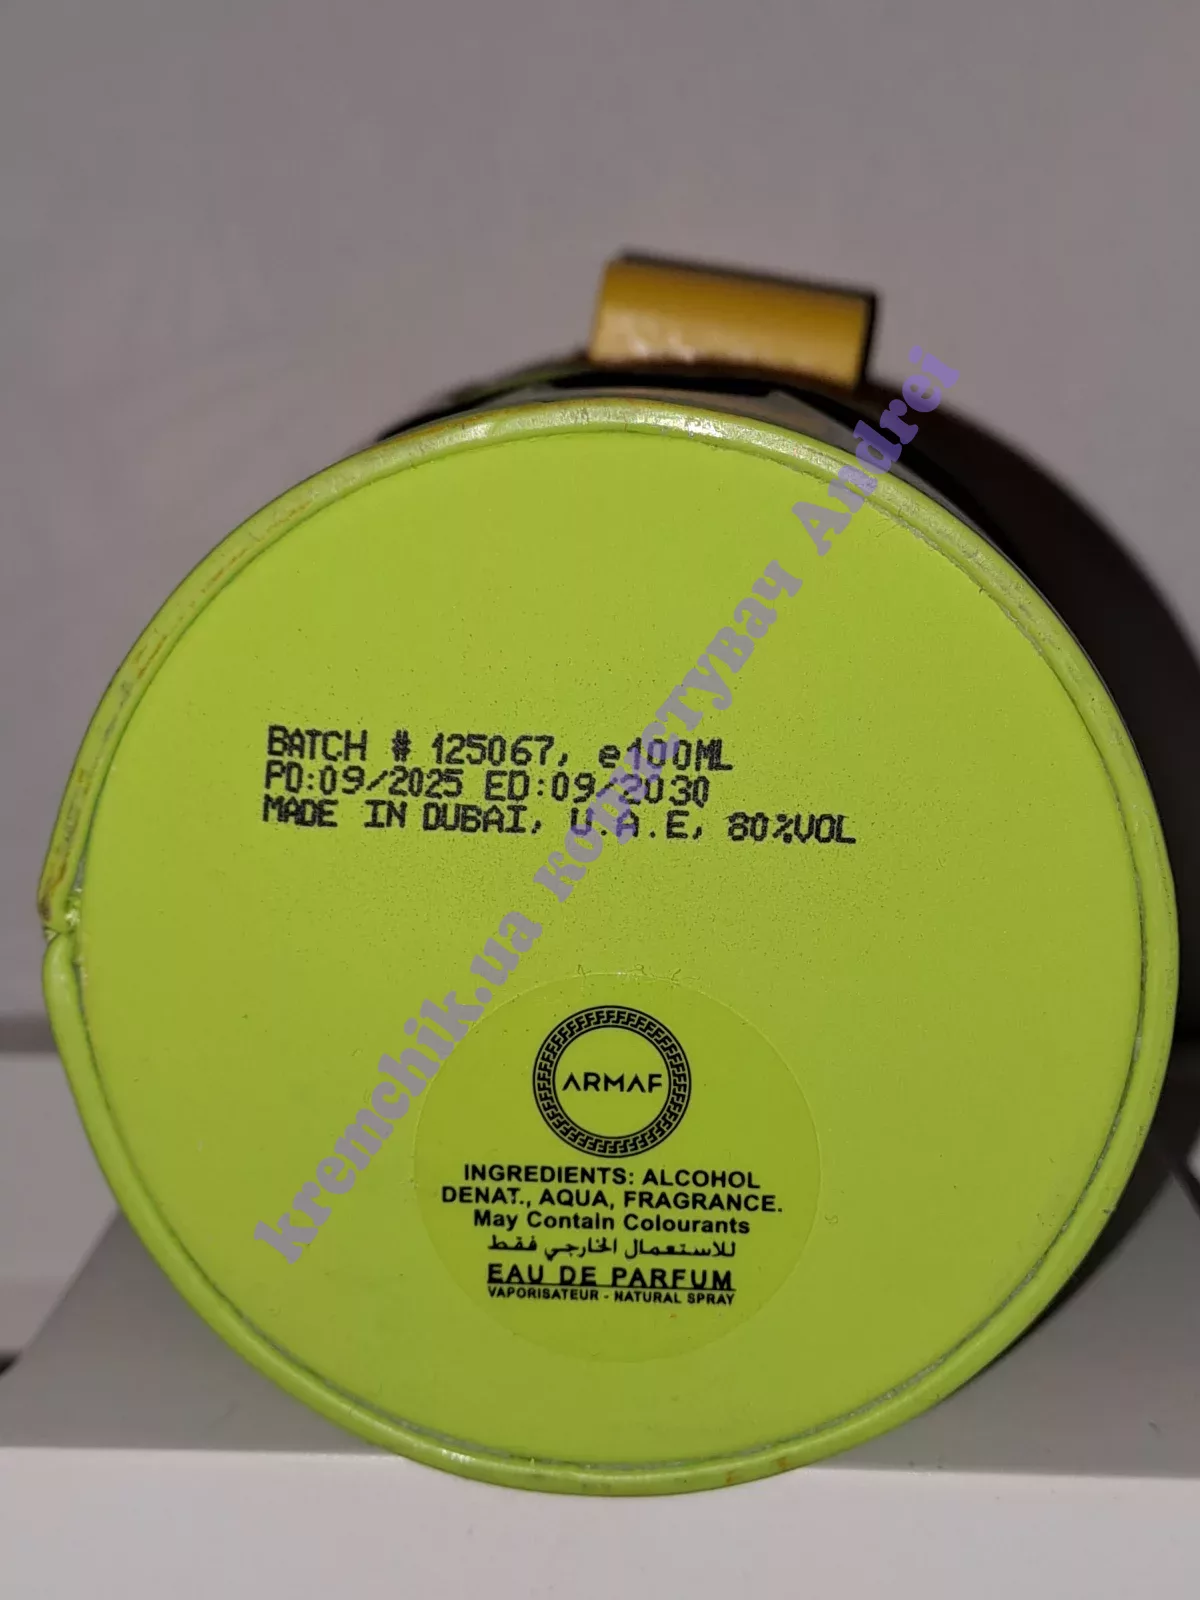 BATCH # 125067, e100ML
PD:09/2025 ED:09/2030
MADE IN DUBAI, U.A.E, 80%VOL
kremchik.ua користувач Andrei
ARMAF
INGREDIENTS: ALCOHOL
DENAT., AQUA, FRAGRANCE.
May Contain Colourants
للاستعمال الخارجي فقط
EAU DE PARFUM
VAPORISATEUR - NATURAL SPRAY